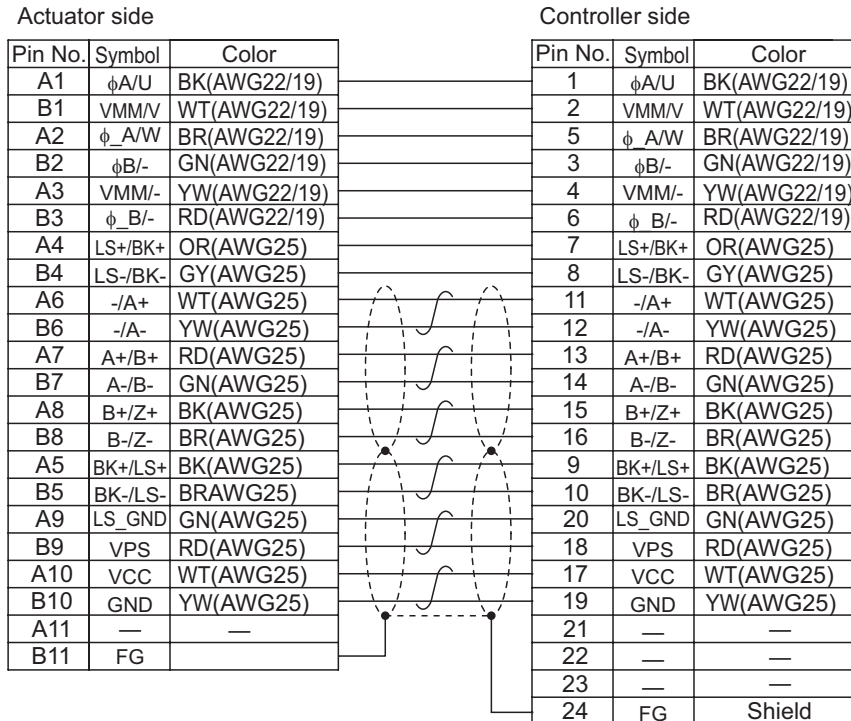 Actuator side Controller side
Pin No. Symbol Color Pin No. Symbol Color
A1 ϕA/U BK(AWG22/19) 1 ϕA/U BK(AWG22/19)
B1 VMM/V WT(AWG22/19) 2 VMM/V WT(AWG22/19)
A2 ϕ_A/W BR(AWG22/19) 5 ϕ_A/W BR(AWG22/19)
B2 ϕB/- GN(AWG22/19) 3 ϕB/- GN(AWG22/19)
A3 VMM/- YW(AWG22/19) 4 VMM/- YW(AWG22/19)
B3 ϕ_B/- RD(AWG22/19) 6 ϕ_B/- RD(AWG22/19)
A4 LS+/BK+ OR(AWG25) 7 LS+/BK+ OR(AWG25)
B4 LS-/BK- GY(AWG25) 8 LS-/BK- GY(AWG25)
A6 -/A+ WT(AWG25) 11 -/A+ WT(AWG25)
B6 -/A- YW(AWG25) 12 -/A- YW(AWG25)
A7 A+/B+ RD(AWG25) 13 A+/B+ RD(AWG25)
B7 A-/B- GN(AWG25) 14 A-/B- GN(AWG25)
A8 B+/Z+ BK(AWG25) 15 B+/Z+ BK(AWG25)
B8 B-/Z- BR(AWG25) 16 B-/Z- BR(AWG25)
A5 BK+/LS+ BK(AWG25) 9 BK+/LS+ BK(AWG25)
B5 BK-/LS- BRAWG25) 10 BK-/LS- BR(AWG25)
A9 LS_GND GN(AWG25) 20 LS_GND GN(AWG25)
B9 VPS RD(AWG25) 18 VPS RD(AWG25)
A10 VCC WT(AWG25) 17 VCC WT(AWG25)
B10 GND YW(AWG25) 19 GND YW(AWG25)
A11 — — 21 — —
B11 FG 22 — —
23 — —
24 FG Shield